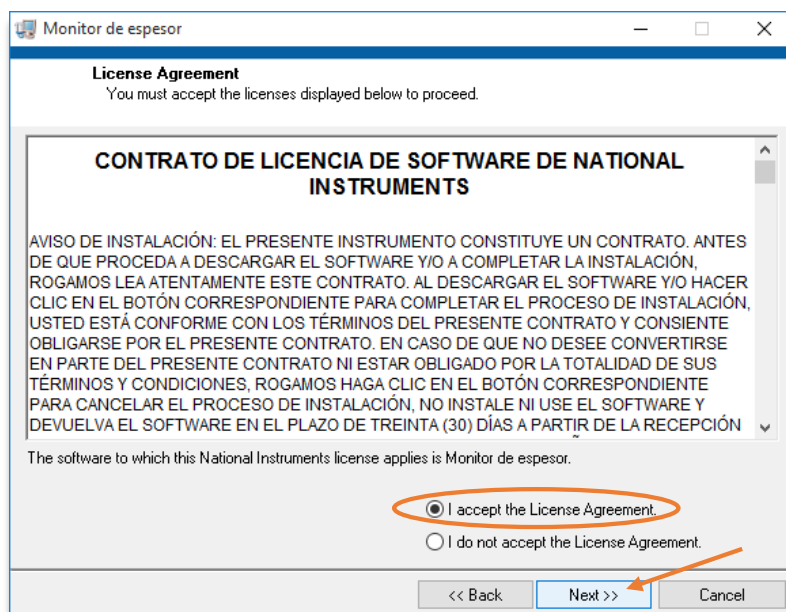 Monitor de espesor
License Agreement
You must accept the licenses displayed below to proceed.
CONTRATO DE LICENCIA DE SOFTWARE DE NATIONAL
INSTRUMENTS
AVISO DE INSTALACIÓN: EL PRESENTE INSTRUMENTO CONSTITUYE UN CONTRATO. ANTES
DE QUE PROCEDA A DESCARGAR EL SOFTWARE Y/O A COMPLETAR LA INSTALACIÓN,
ROGAMOS LEA ATENTAMENTE ESTE CONTRATO. AL DESCARGAR EL SOFTWARE Y/O HACER
CLIC EN EL BOTÓN CORRESPONDIENTE PARA COMPLETAR EL PROCESO DE INSTALACIÓN,
USTED ESTÁ CONFORME CON LOS TÉRMINOS DEL PRESENTE CONTRATO Y CONSIENTE
OBLIGARSE POR EL PRESENTE CONTRATO. EN CASO DE QUE NO DESEE CONVERTIRSE
EN PARTE DEL PRESENTE CONTRATO NI ESTAR OBLIGADO POR LA TOTALIDAD DE SUS
TÉRMINOS Y CONDICIONES, ROGAMOS HAGA CLIC EN EL BOTÓN CORRESPONDIENTE
PARA CANCELAR EL PROCESO DE INSTALACIÓN, NO INSTALE NI USE EL SOFTWARE Y
DEVUELVA EL SOFTWARE EN EL PLAZO DE TREINTA (30) DÍAS A PARTIR DE LA RECEPCIÓN
The software to which this National Instruments license applies is Monitor de espesor.
I accept the License Agreement.
I do not accept the License Agreement.
<< Back Next >> Cancel